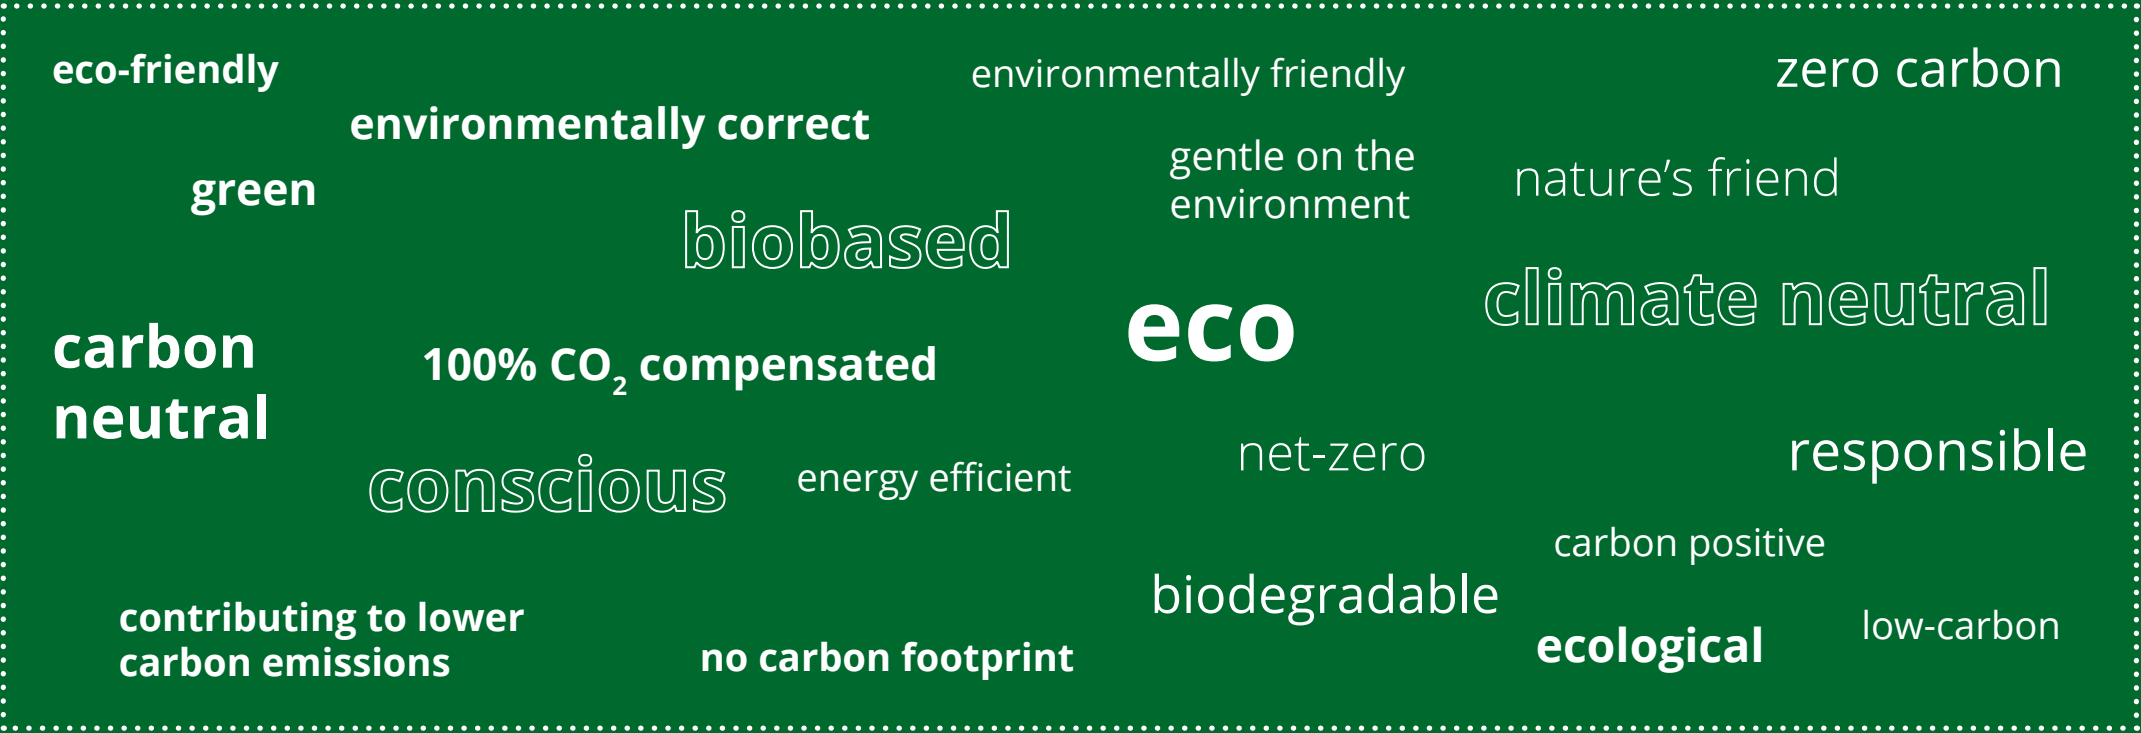 eco-friendly
environmentally friendly
zero carbon
environmentally correct
gentle on the
environment
nature’s friend
green
biobased
climate neutral
eco
carbon
neutral
100% CO₂ compensated
net-zero
responsible
conscious
energy efficient
carbon positive
biodegradable
contributing to lower
carbon emissions
no carbon footprint
ecological
low-carbon